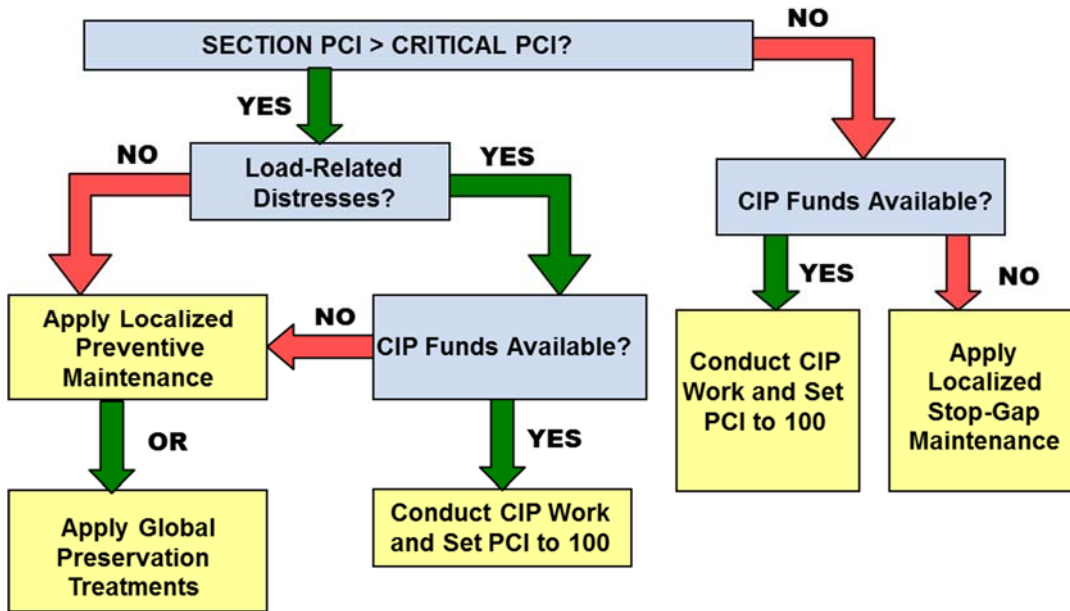 SECTION PCI > CRITICAL PCI?
NO
YES
NO
Load-Related
Distresses?
YES
CIP Funds Available?
YES
NO
Apply Localized
Preventive
Maintenance
NO
CIP Funds Available?
Conduct CIP
Work and Set
PCI to 100
Apply
Localized
Stop-Gap
Maintenance
OR
YES
Apply Global
Preservation
Treatments
Conduct CIP Work
and Set PCI to 100